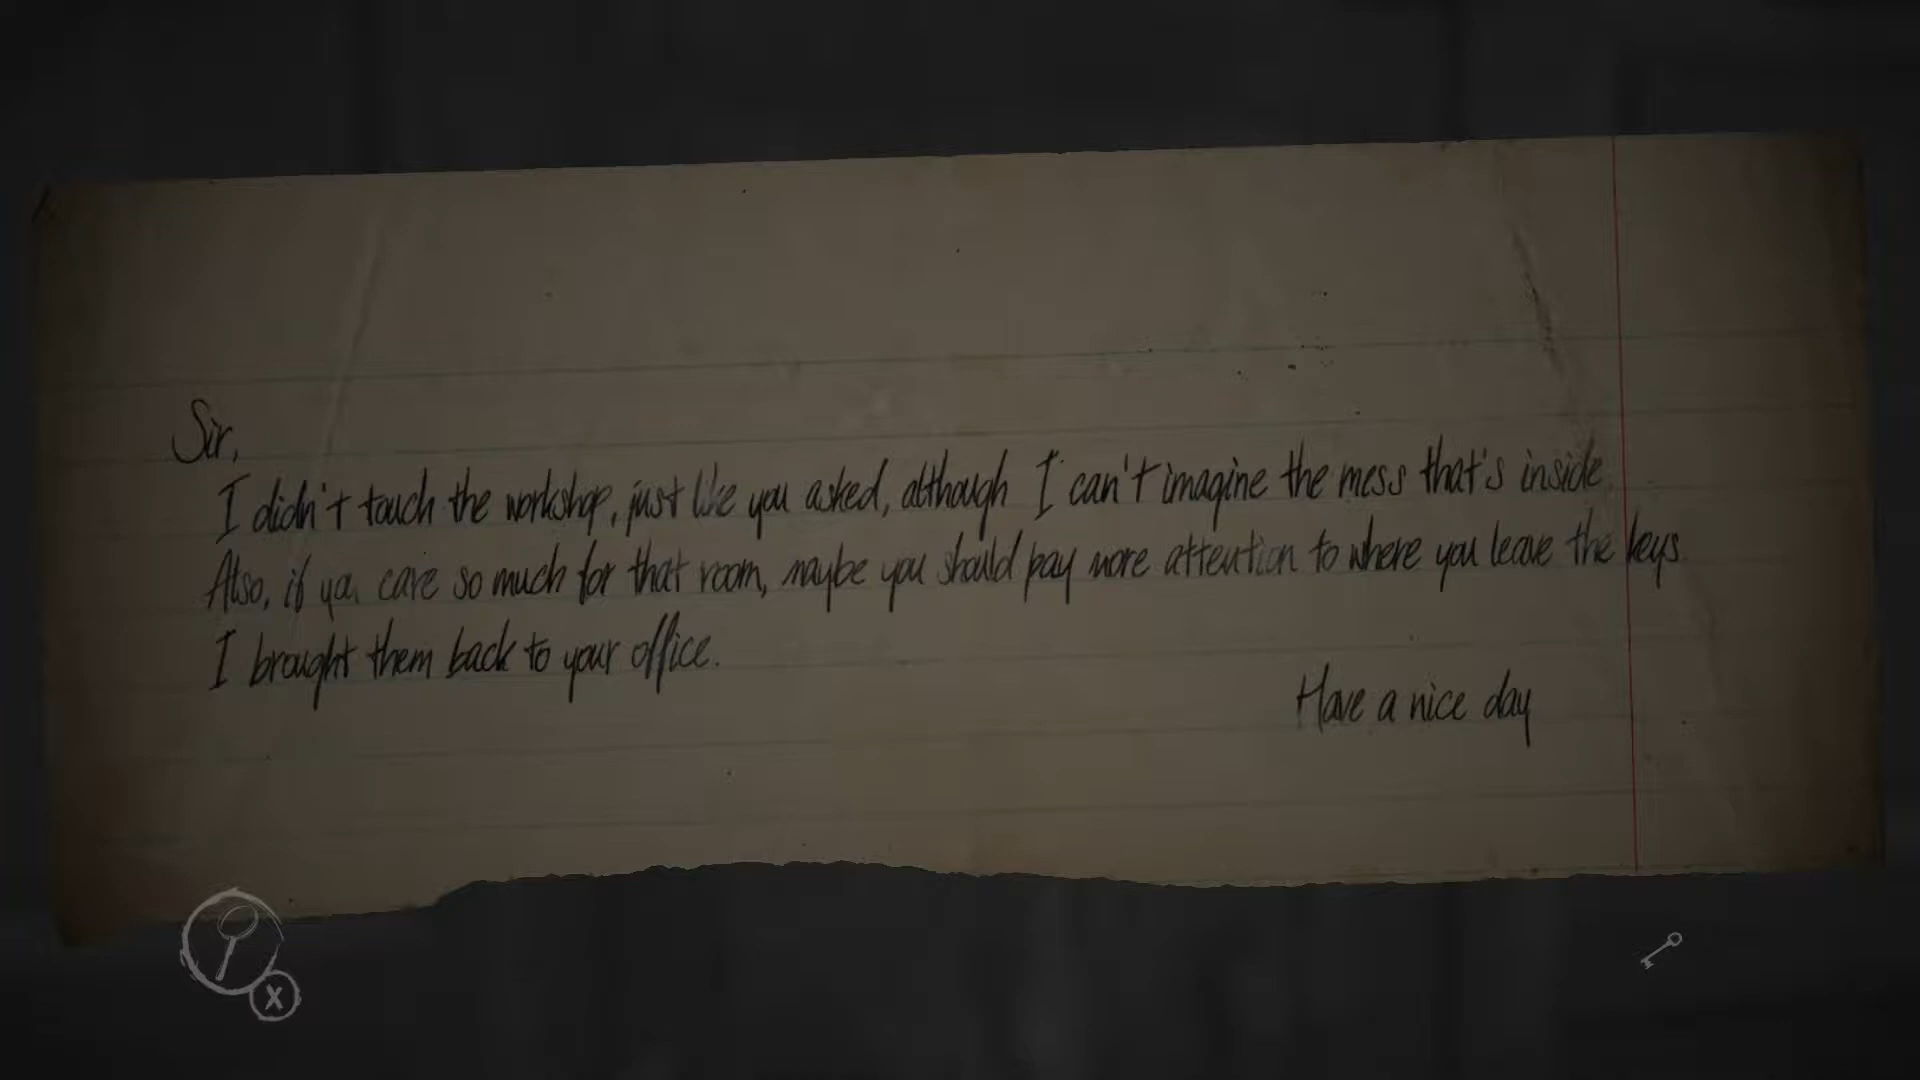 Sir,
I didn't touch the workshop, just like you asked, although I can't imagine the mess that's inside.
Also, if you care so much for that room, maybe you should pay more attention to where you leave the keys.
I brought them back to your office.
Have a nice day
X